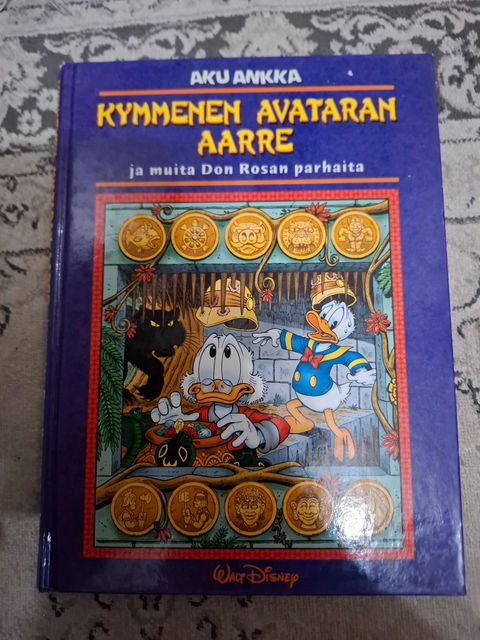 AKU ANKKA
KYMMENEN AVATARAN
AARRE
ja muita Don Rosan parhaita
WALT DISNEY